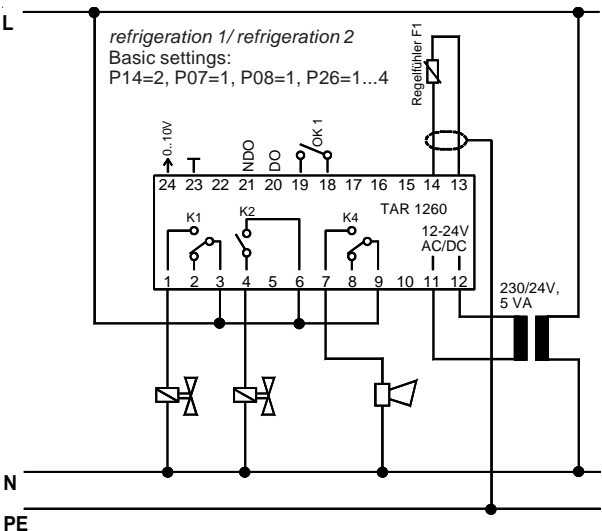 L
refrigeration 1/ refrigeration 2
Basic settings:
P14=2, P07=1, P08=1, P26=1...4
Regelfühler F1
0..10V
NDO
DO
OK 1
24 23 22 21 20 19 18 17 16 15 14 13
TAR 1260
K1 K2 K4
12-24V
AC/DC
1 2 3 4 5 6 7 8 9 10 11 12
230/24V,
5 VA
N
PE